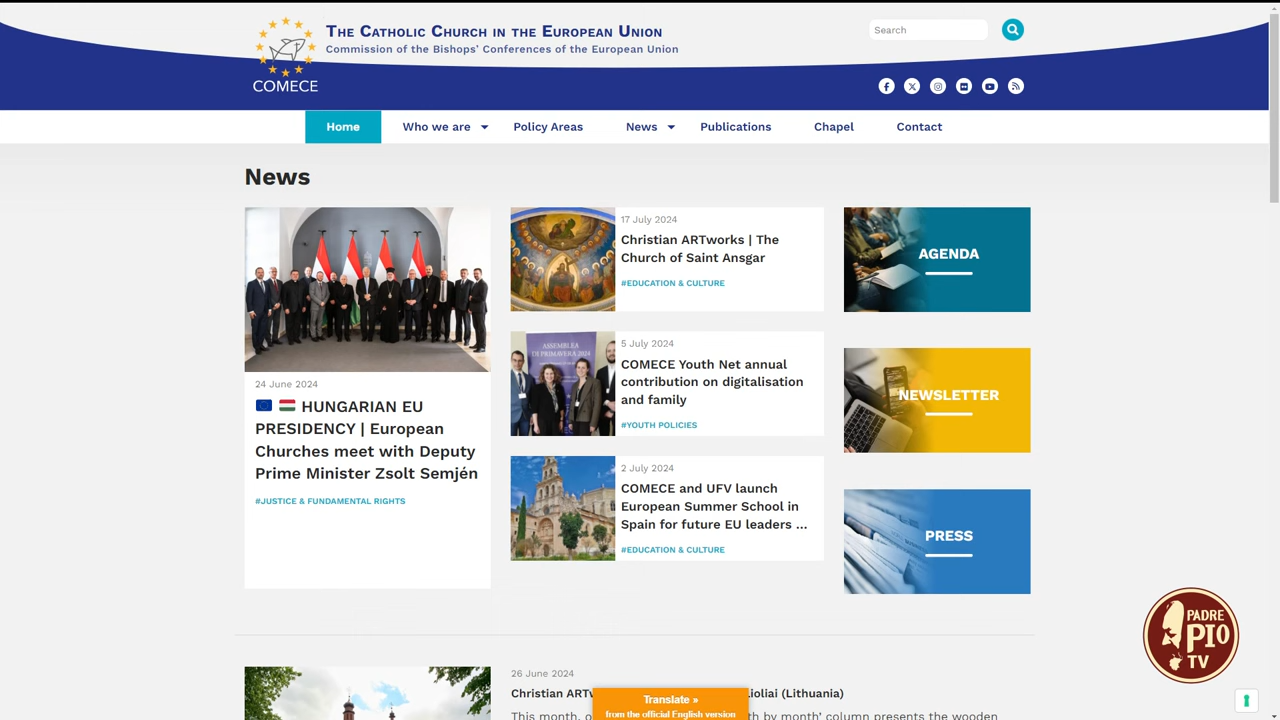 The Catholic Church in the European Union
Commission of the Bishops' Conferences of the European Union
COMECE
Search
Home
Who we are
Policy Areas
News
Publications
Chapel
Contact
News
24 June 2024
HUNGARIAN EU
PRESIDENCY | European
Churches meet with Deputy
Prime Minister Zsolt Semjén
#JUSTICE & FUNDAMENTAL RIGHTS
17 July 2024
Christian ARTworks | The
Church of Saint Ansgar
#EDUCATION & CULTURE
ASSEMBLEA
DI PRIMAVERA 2024
5 July 2024
COMECE Youth Net annual
contribution on digitalisation
and family
#YOUTH POLICIES
2 July 2024
COMECE and UFV launch
European Summer School in
Spain for future EU leaders ...
#EDUCATION & CULTURE
AGENDA
NEWSLETTER
PRESS
PADRE
PIO
TV
26 June 2024
Christian ARTw lioliai (Lithuania)
This month, o th by month' column presents the wooden
Translate »
from the official English version